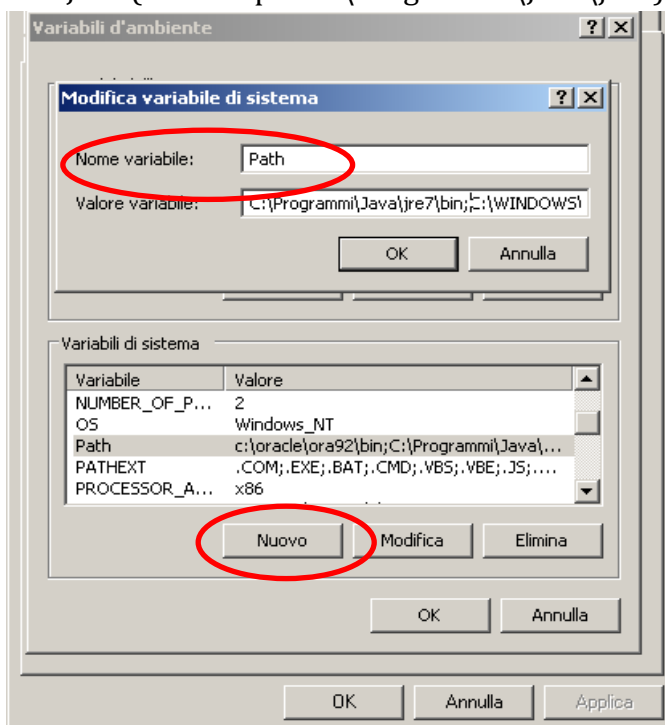 Variabili d'ambiente
Modifica variabile di sistema
Nome variabile: Path
Valore variabile: C:\Programmi\Java\jre7\bin;C:\WINDOWS\
OK Annulla
Variabili di sistema
Variabile Valore
NUMBER_OF_P... 2
OS Windows_NT
Path c:\oracle\ora92\bin;C:\Programmi\Java\...
PATHEXT .COM;.EXE;.BAT;.CMD;.VBS;.VBE;.JS;....
PROCESSOR_A... x86
Nuovo Modifica Elimina
OK Annulla
OK Annulla Applica